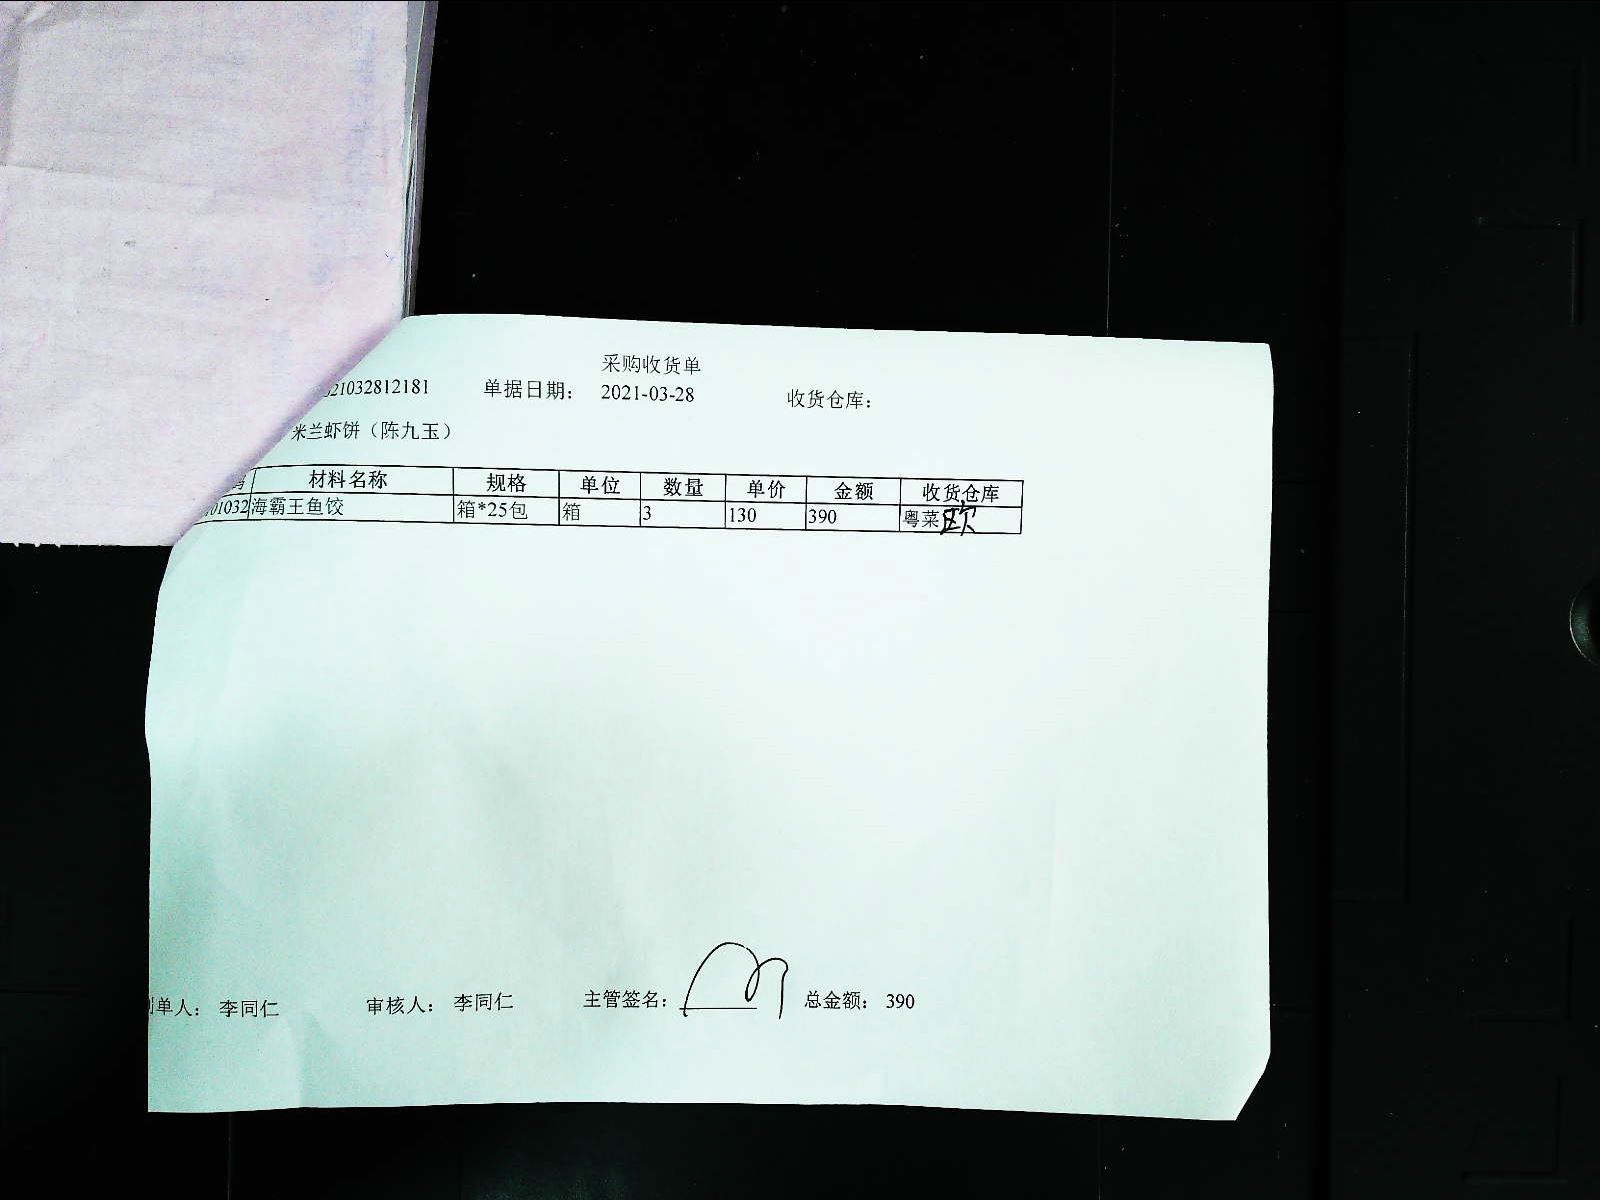 采购收货单
21032812181 单据日期： 2021-03-28 收货仓库：
米兰虾饼（陈九玉）
材料名称 规格 单位 数量 单价 金额 收货仓库
01032 海霸王鱼饺 箱*25包 箱 3 130 390 粤菜欧
单人： 李同仁 审核人： 李同仁 主管签名： 总金额： 390